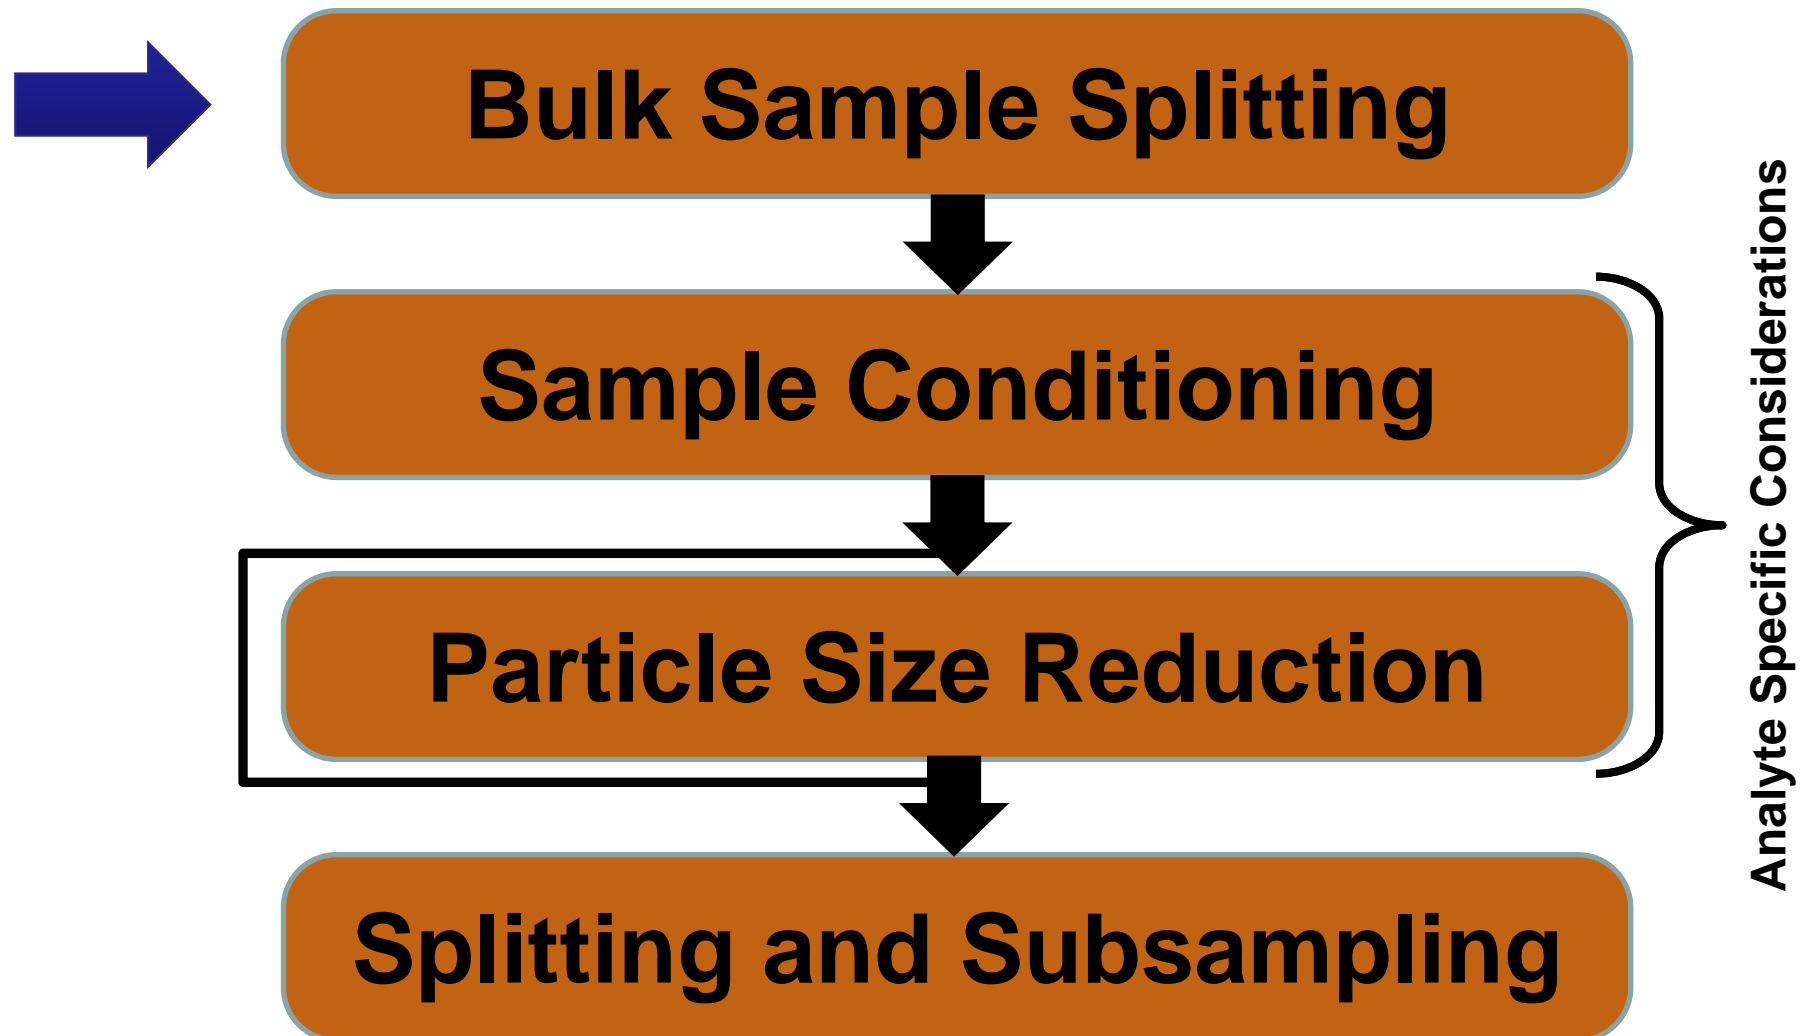 Bulk Sample Splitting
Sample Conditioning
Particle Size Reduction
Splitting and Subsampling
Analyte Specific Considerations